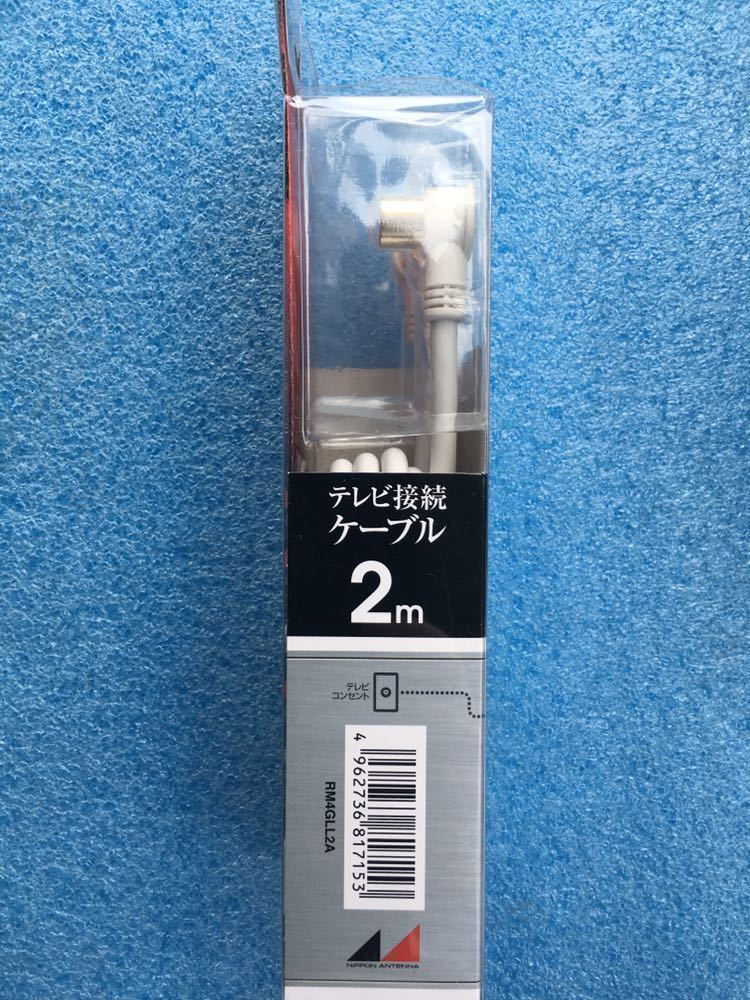 テレビ接続
ケーブル
2m
テレビ
コンセント
4 962736 817153
RM4GLL2A
NIPPON ANTENNA